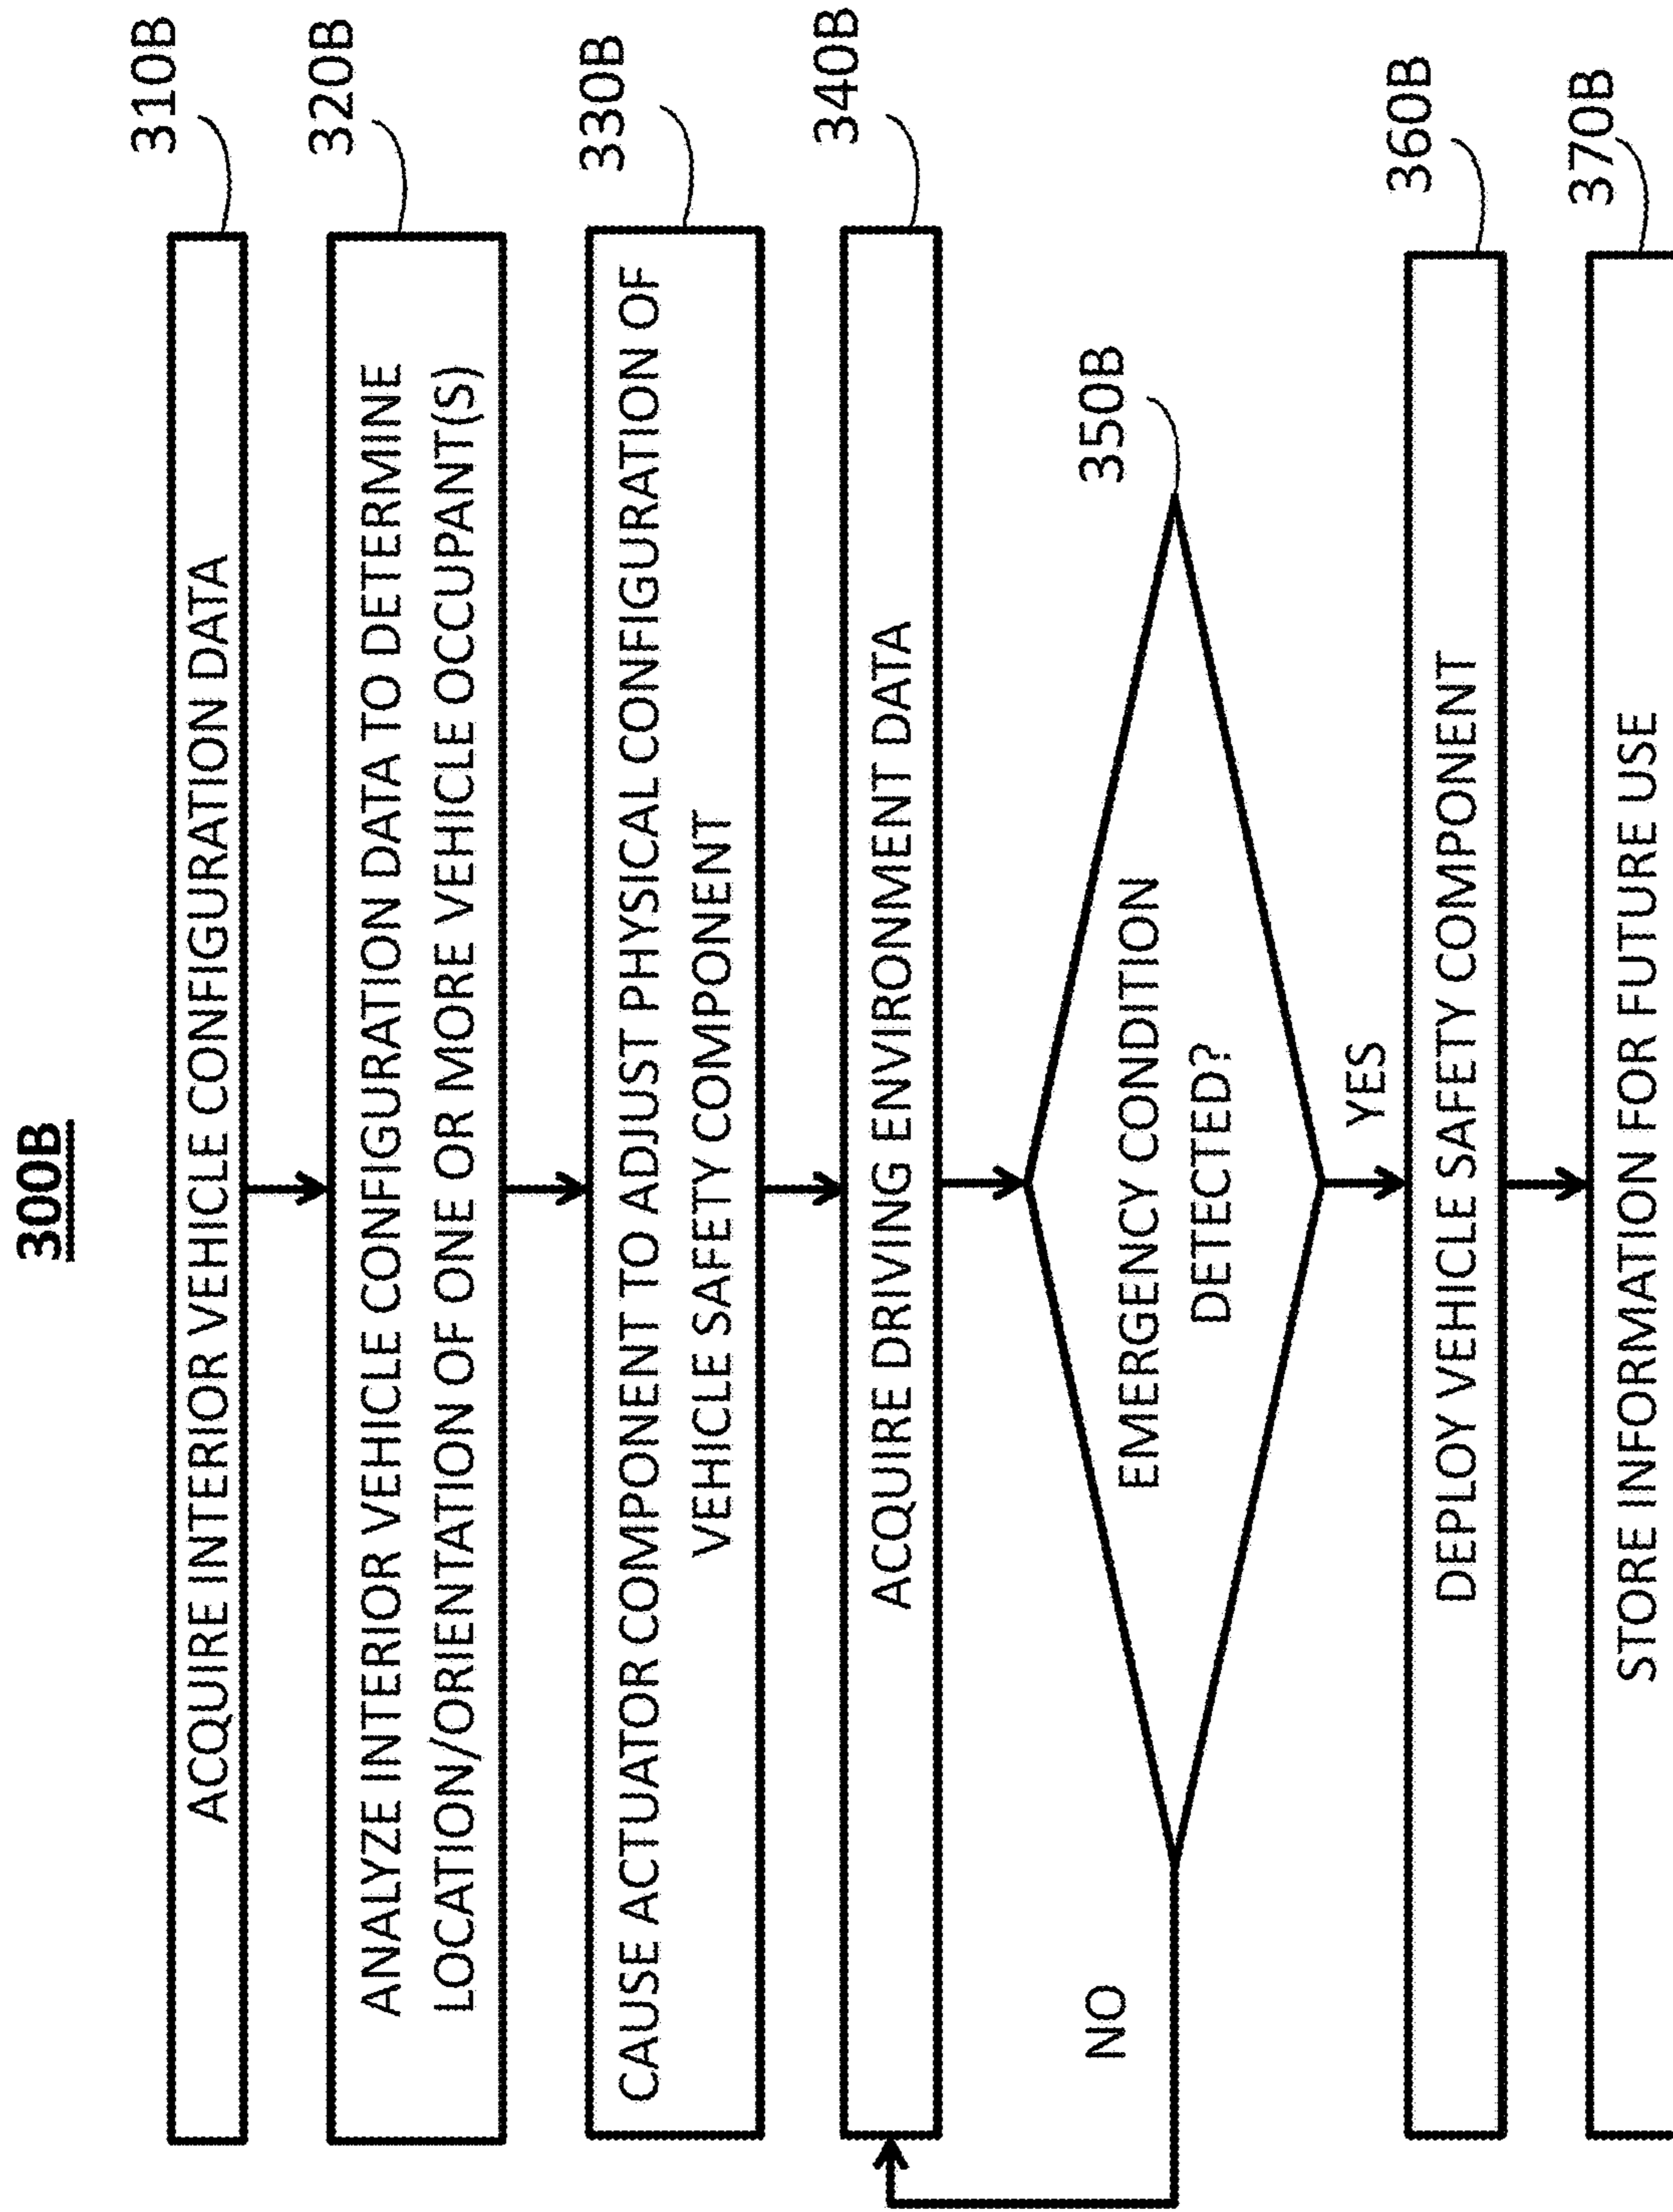 300B
310B
ACQUIRE INTERIOR VEHICLE CONFIGURATION DATA
320B
ANALYZE INTERIOR VEHICLE CONFIGURATION DATA TO DETERMINE
LOCATION/ORIENTATION OF ONE OR MORE VEHICLE OCCUPANT(S)
330B
CAUSE ACTUATOR COMPONENT TO ADJUST PHYSICAL CONFIGURATION OF
VEHICLE SAFETY COMPONENT
340B
ACQUIRE DRIVING ENVIRONMENT DATA
350B
EMERGENCY CONDITION
DETECTED?
NO
YES
360B
DEPLOY VEHICLE SAFETY COMPONENT
370B
STORE INFORMATION FOR FUTURE USE